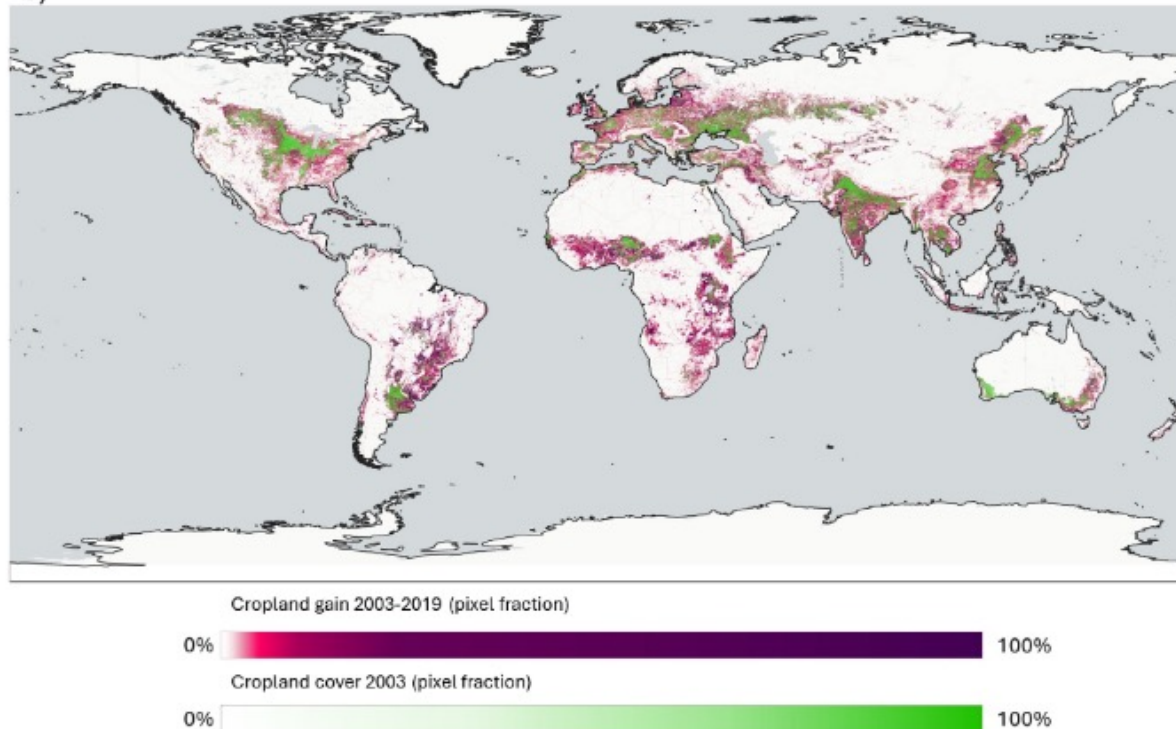 Cropland gain 2003-2019 (pixel fraction)
0% 100%
Cropland cover 2003 (pixel fraction)
0% 100%